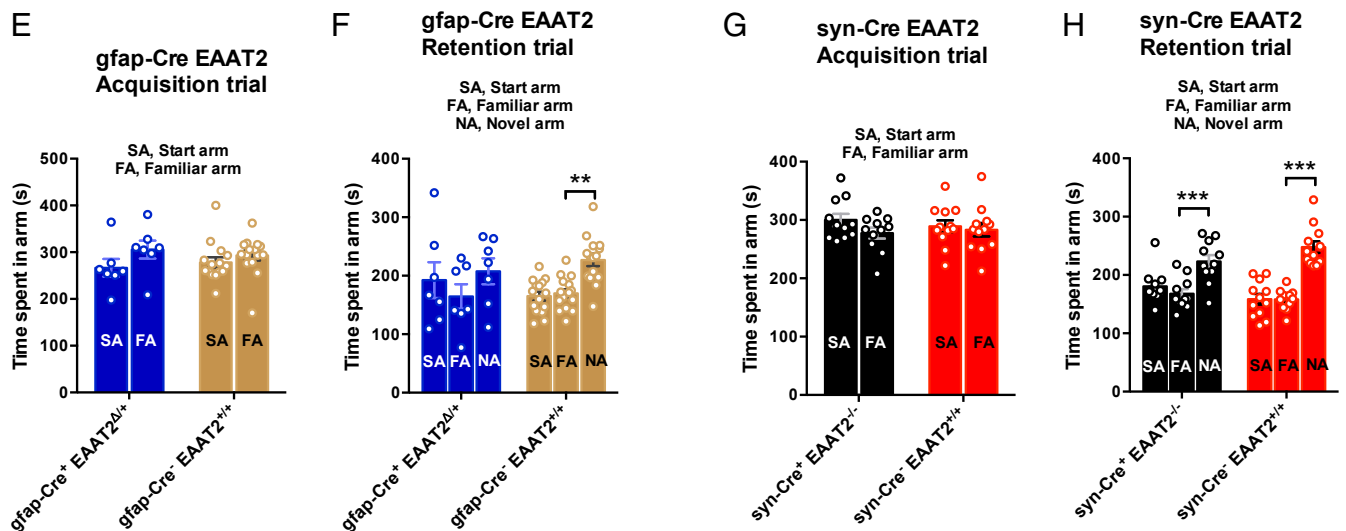 E
gfap-Cre EAAT2
Acquisition trial
SA, Start arm
FA, Familiar arm
Time spent in arm (s)
500
400
300
200
100
0
SA FA SA FA
gfap-Cre⁺ EAAT2Δ/⁺
gfap-Cre⁻ EAAT2⁺/⁺
F
gfap-Cre EAAT2
Retention trial
SA, Start arm
FA, Familiar arm
NA, Novel arm
Time spent in arm (s)
400
300
200
100
0
**
SA FA NA SA FA NA
gfap-Cre⁺ EAAT2Δ/⁺
gfap-Cre⁻ EAAT2⁺/⁺
G
syn-Cre EAAT2
Acquisition trial
SA, Start arm
FA, Familiar arm
Time spent in arm (s)
400
300
200
100
0
SA FA SA FA
syn-Cre⁺ EAAT2⁻/⁻
syn-Cre⁻ EAAT2⁺/⁺
H
syn-Cre EAAT2
Retention trial
SA, Start arm
FA, Familiar arm
NA, Novel arm
Time spent in arm (s)
400
300
200
100
0
*** ***
SA FA NA SA FA NA
syn-Cre⁺ EAAT2⁻/⁻
syn-Cre⁻ EAAT2⁺/⁺